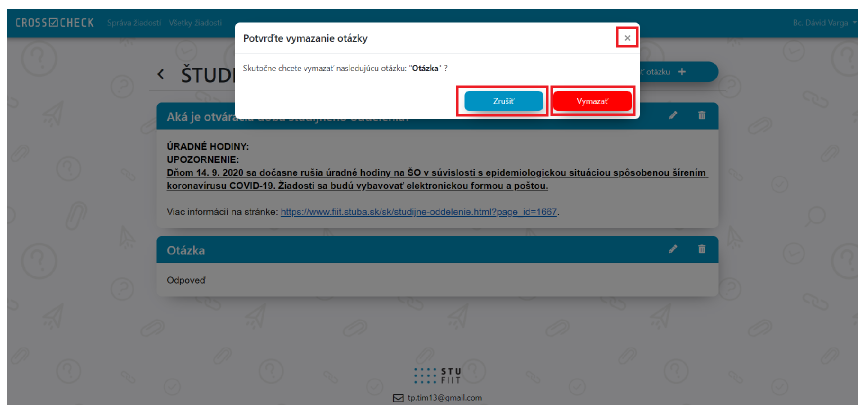 CROSS CHECK Správa žiadostí Všetky žiadosti Bc. Dávid Varga
Potvrďte vymazanie otázky ×
Skutočne chcete vymazať nasledujúcu otázku: "Otázka" ?
Zrušiť Vymazať
ŠTUD otázku +
Aká je otváracia doba študijného oddelenia?
ÚRADNÉ HODINY:
UPOZORNENIE:
Dňom 14. 9. 2020 sa dočasne rušia úradné hodiny na ŠO v súvislosti s epidemiologickou situáciou spôsobenou šírením
koronavírusu COVID-19. Žiadosti sa budú vybavovať elektronickou formou a poštou.
Viac informácií na stránke: https://www.fiit.stuba.sk/sk/studijne-oddelenie.html?page_id=1667.
Otázka
Odpoveď
STU
FIIT
tp.tim13@gmail.com